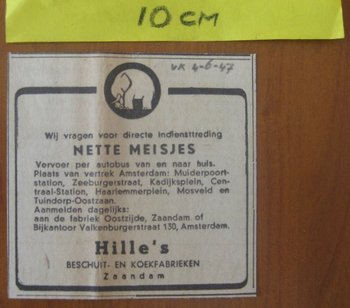 10 CM
VK 4-6-47
Wij vragen voor directe indiensttreding
NETTE MEISJES
Vervoer per autobus van en naar huis.
Plaats van vertrek Amsterdam: Muiderpoort-
station, Zeeburgerstraat, Kadijksplein, Cen-
traal-Station, Haarlemmerplein, Mosveld en
Tuindorp-Oostzaan.
Aanmelden dagelijks:
aan de fabriek Oostzijde, Zaandam of
Bijkantoor Valkenburgerstraat 130, Amsterdam.
Hille's
BESCHUIT- EN KOEKFABRIEKEN
Zaandam